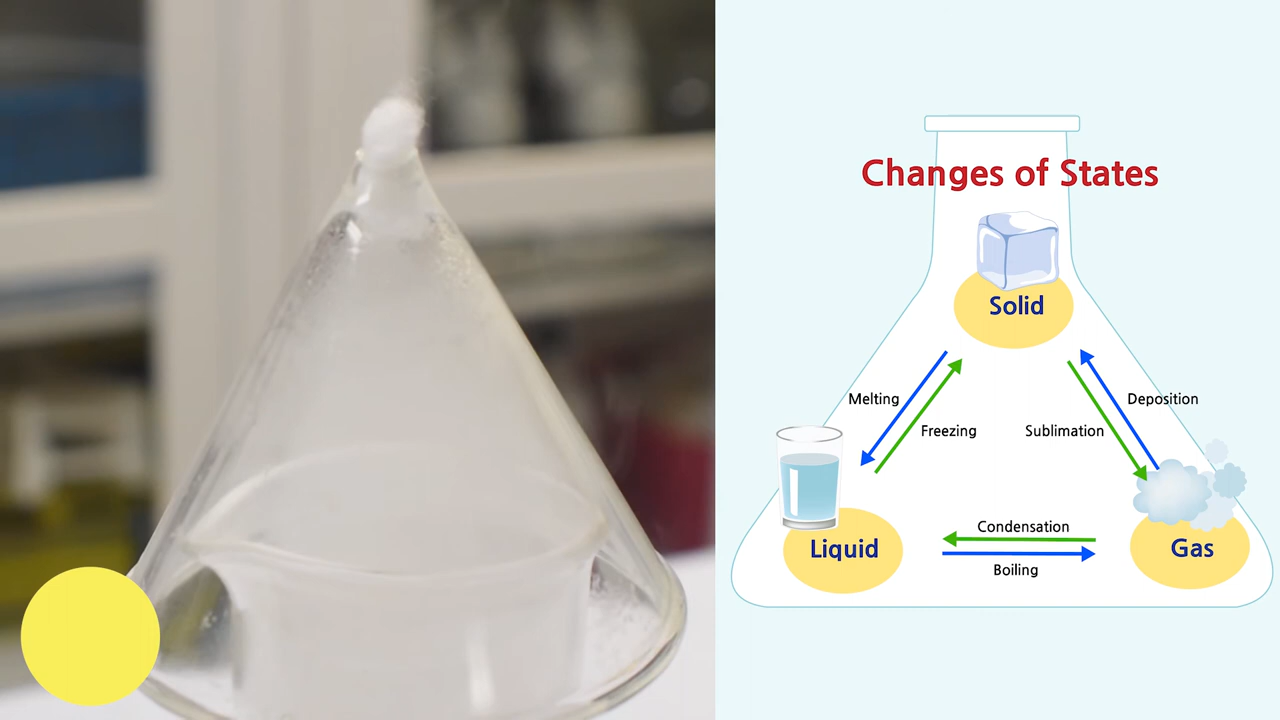 Changes of States
Solid
Melting
Freezing
Sublimation
Deposition
Liquid
Condensation
Boiling
Gas